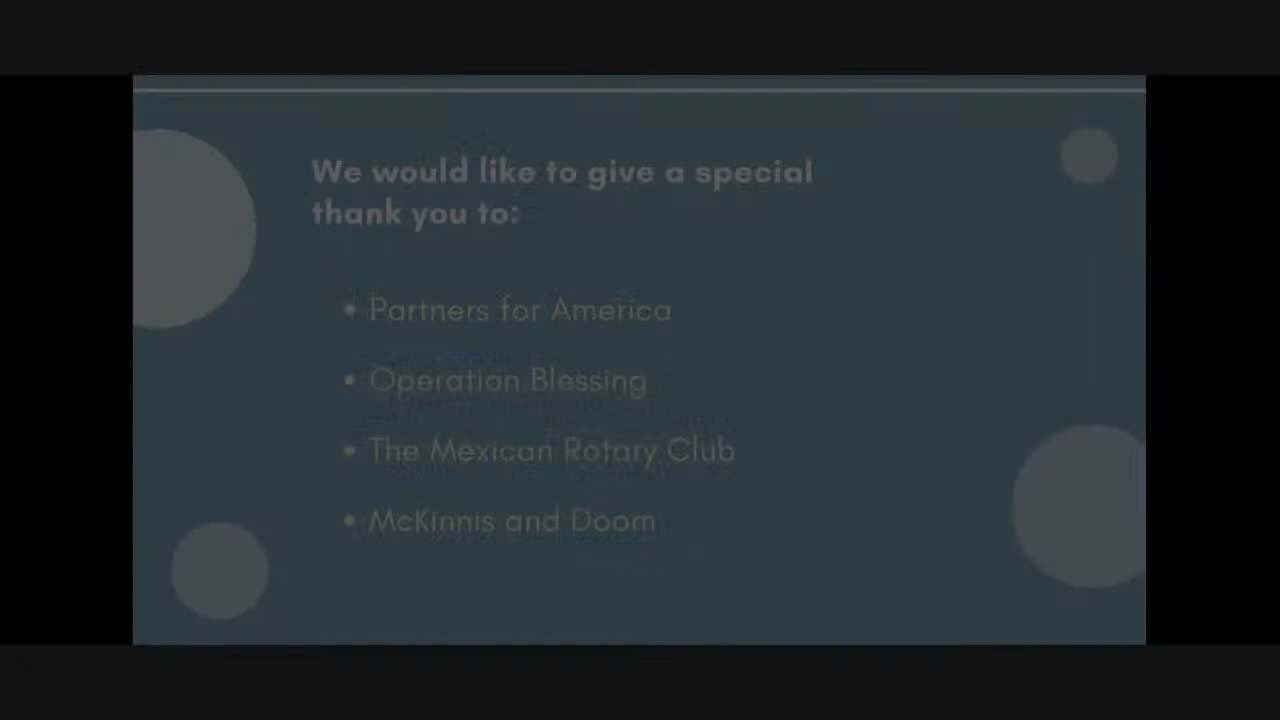 We would like to give a special
thank you to:
• Partners for America
• Operation Blessing
• The Mexican Rotary Club
• McKinnis and Doom